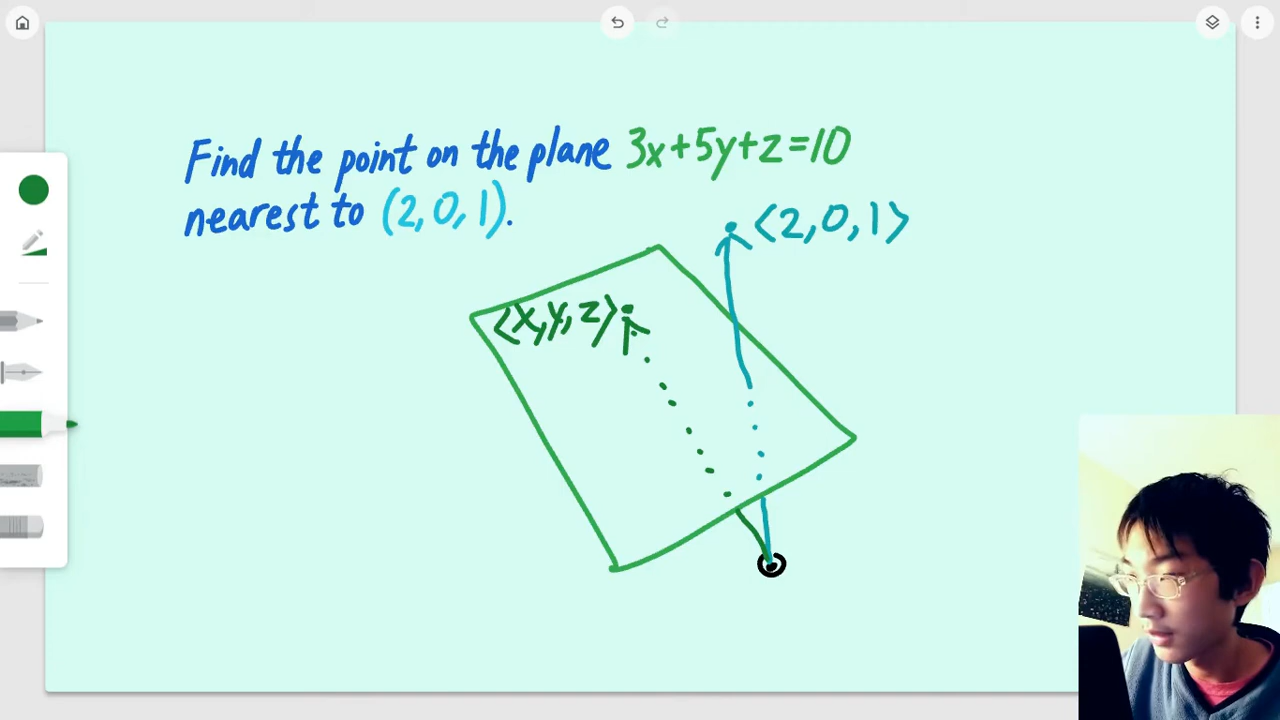 Find the point on the plane 3x+5y+z=10
nearest to (2, 0, 1).
<2, 0, 1>
<x, y, z>